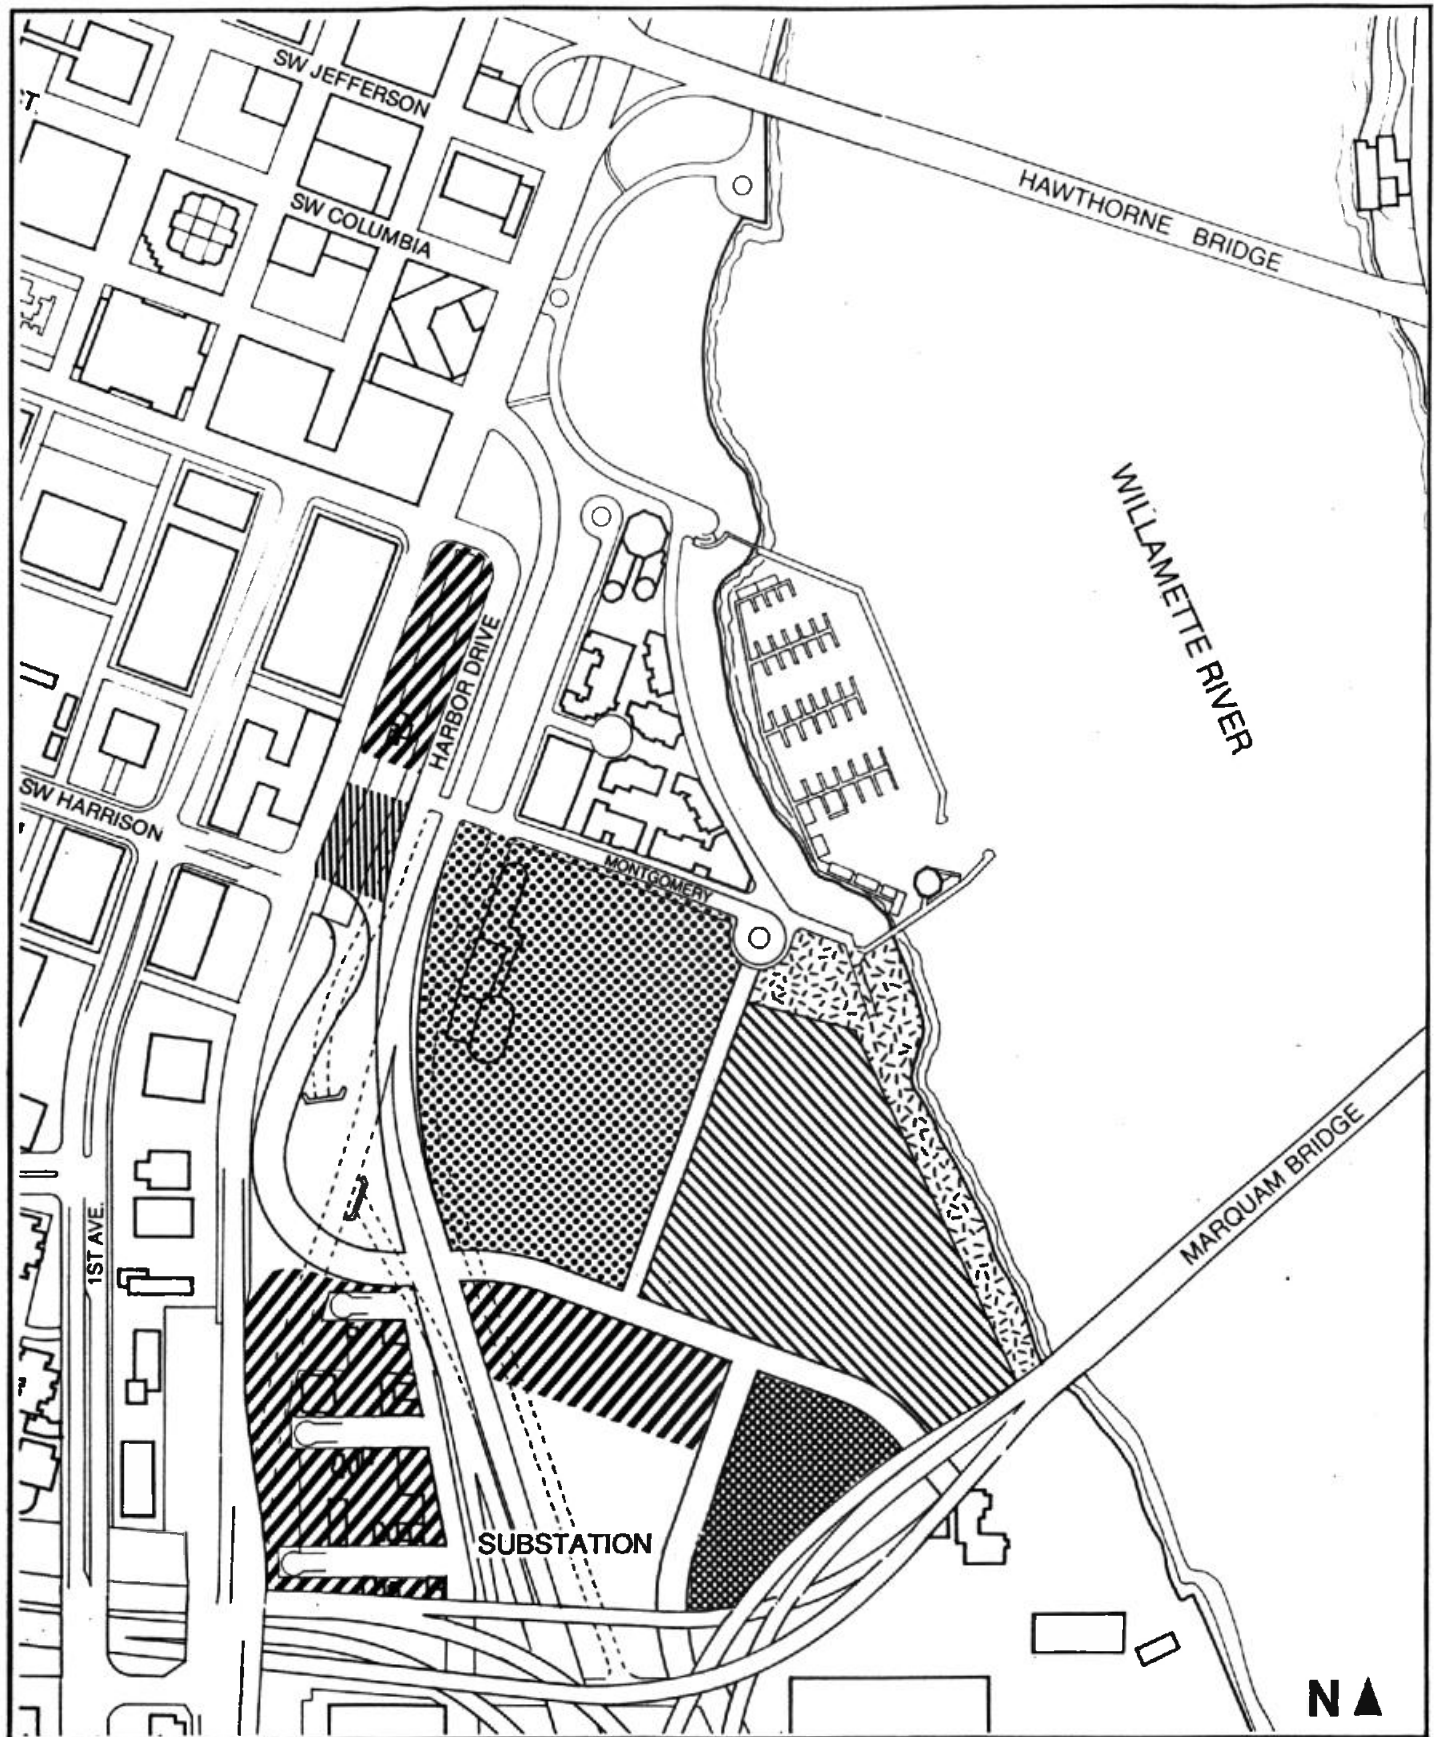 SW JEFFERSON
T.
SW COLUMBIA
HAWTHORNE BRIDGE
WILLAMETTE RIVER
HARBOR DRIVE
SW HARRISON
MONTGOMERY
MARQUAM BRIDGE
1ST AVE.
SUBSTATION
N